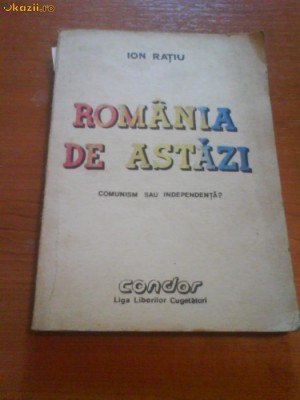 Okazii.ro
ION RAȚIU
ROMÂNIA
DE ASTĂZI
COMUNISM SAU INDEPENDENȚĂ?
condor
Liga Liberilor Cugetători